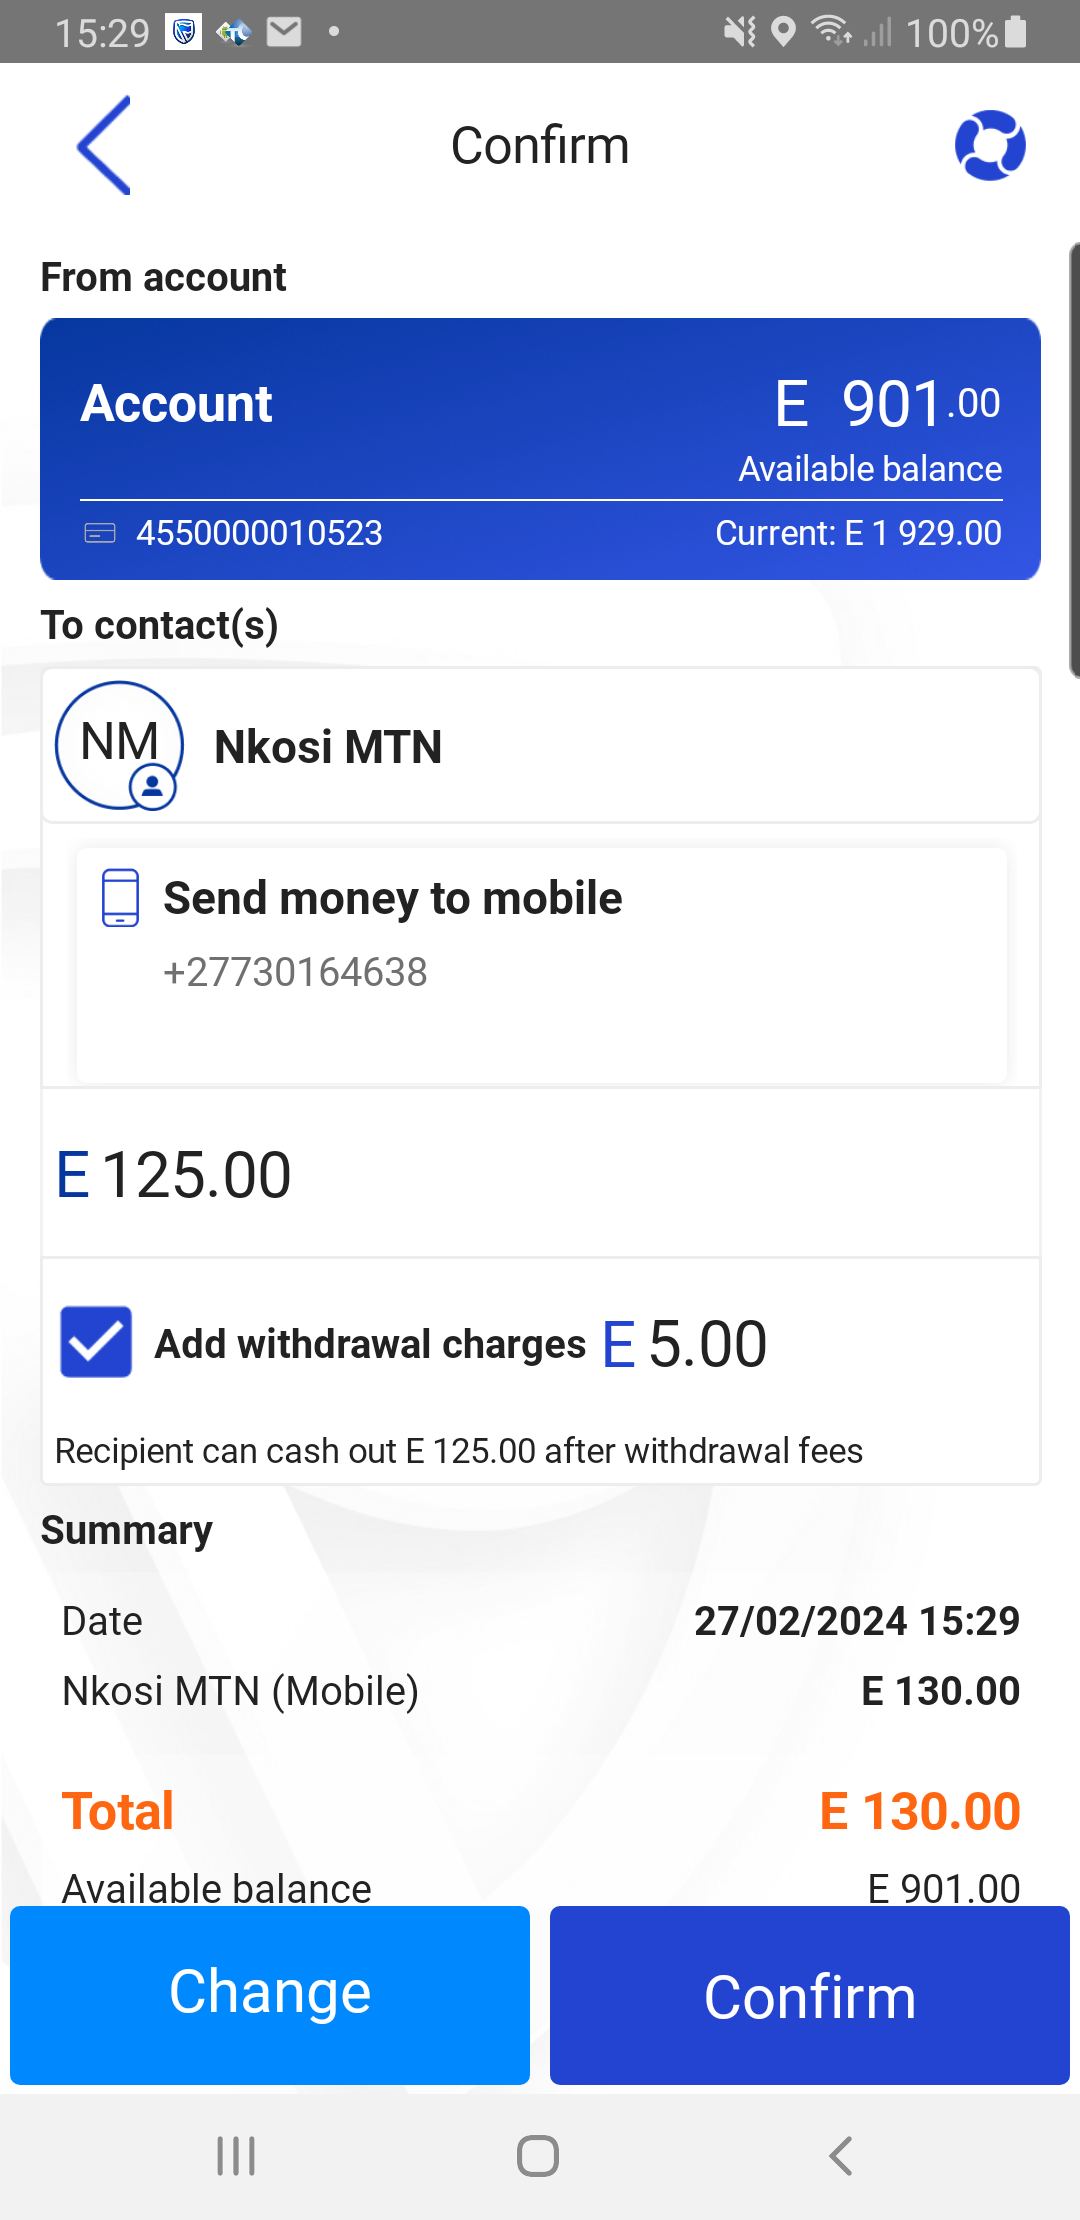 15:29 100%
Confirm
From account
Account E 901.00
Available balance
4550000010523 Current: E 1 929.00
To contact(s)
NM Nkosi MTN
Send money to mobile
+27730164638
E 125.00
Add withdrawal charges E 5.00
Recipient can cash out E 125.00 after withdrawal fees
Summary
Date 27/02/2024 15:29
Nkosi MTN (Mobile) E 130.00
Total E 130.00
Available balance E 901.00
Change Confirm